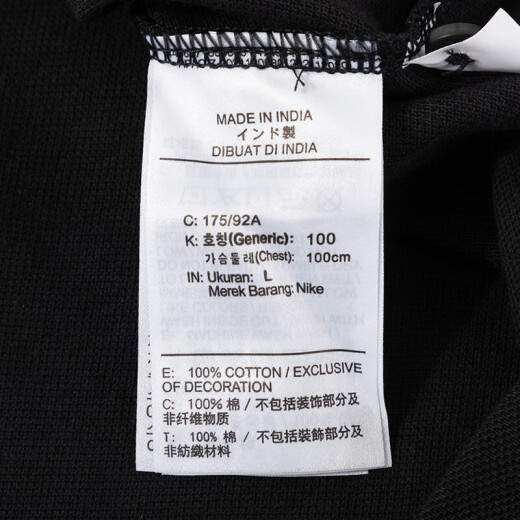 MADE IN INDIA
インド製
DIBUAT DI INDIA
C: 175/92A
K: 호칭(Generic): 100
가슴둘레(Chest): 100cm
IN: Ukuran: L
Merek Barang: Nike
E: 100% COTTON / EXCLUSIVE
OF DECORATION
C: 100% 棉 / 不包括装饰部分及
非纤维物质
T: 100% 棉 / 不包括裝飾部分及
非紡織材料